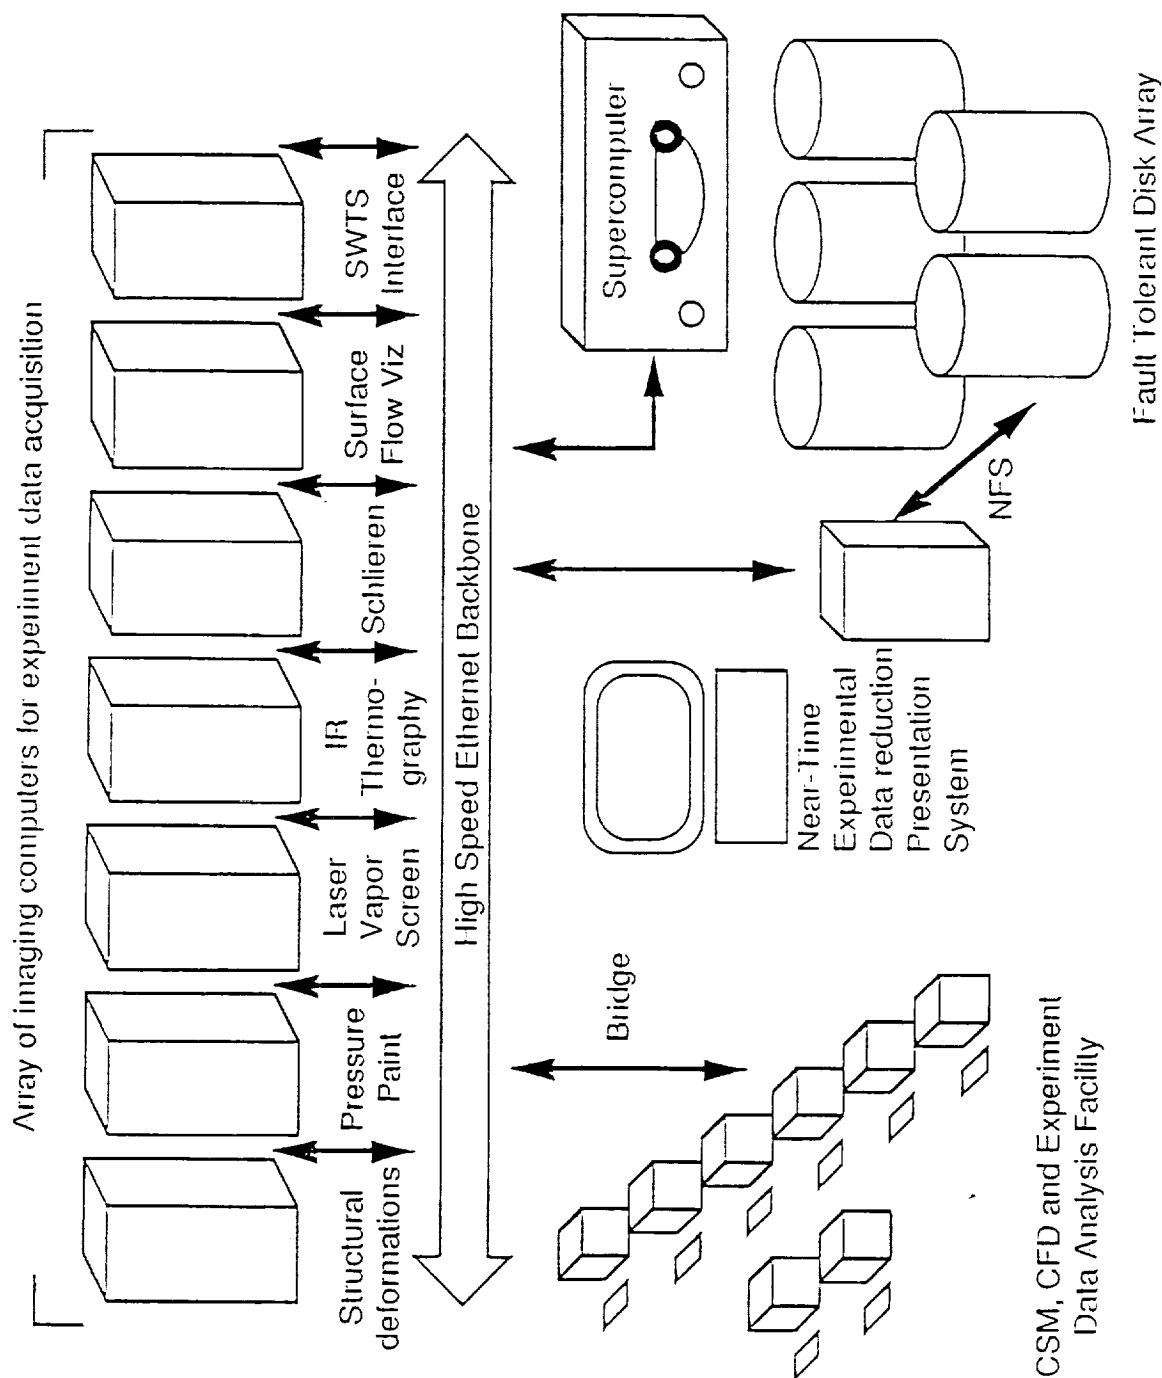 Array of imaging computers for experiment data acquisition
Structural
deformations
Pressure
Paint
Laser
Vapor
Screen
IR
Thermo-
graphy
Schlieren
Surface
Flow Viz
SWTS
Interface
High Speed Ethernet Backbone
Bridge
CSM, CFD and Experiment
Data Analysis Facility
Near-Time
Experimental
Data reduction
Presentation
System
NFS
Supercomputer
Fault Tolerant Disk Array